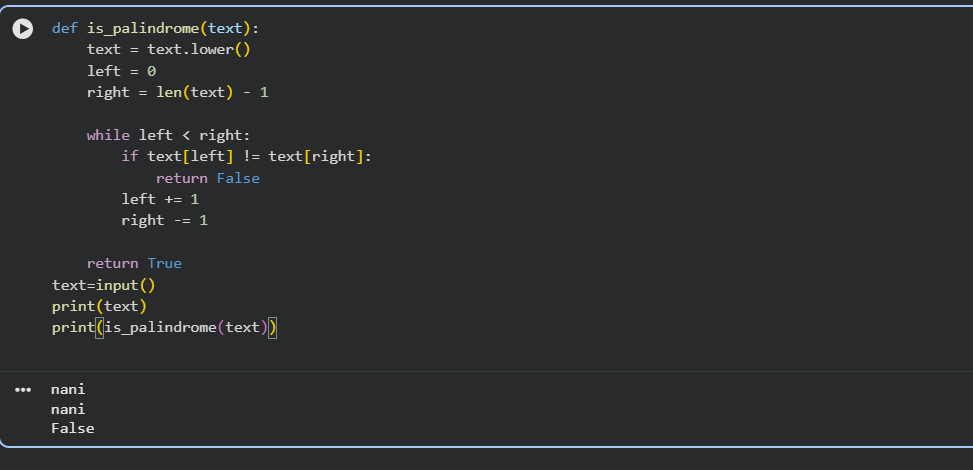 def is_palindrome(text):
    text = text.lower()
    left = 0
    right = len(text) - 1

    while left < right:
        if text[left] != text[right]:
            return False
        left += 1
        right -= 1

    return True
text=input()
print(text)
print(is_palindrome(text))
nani
nani
False